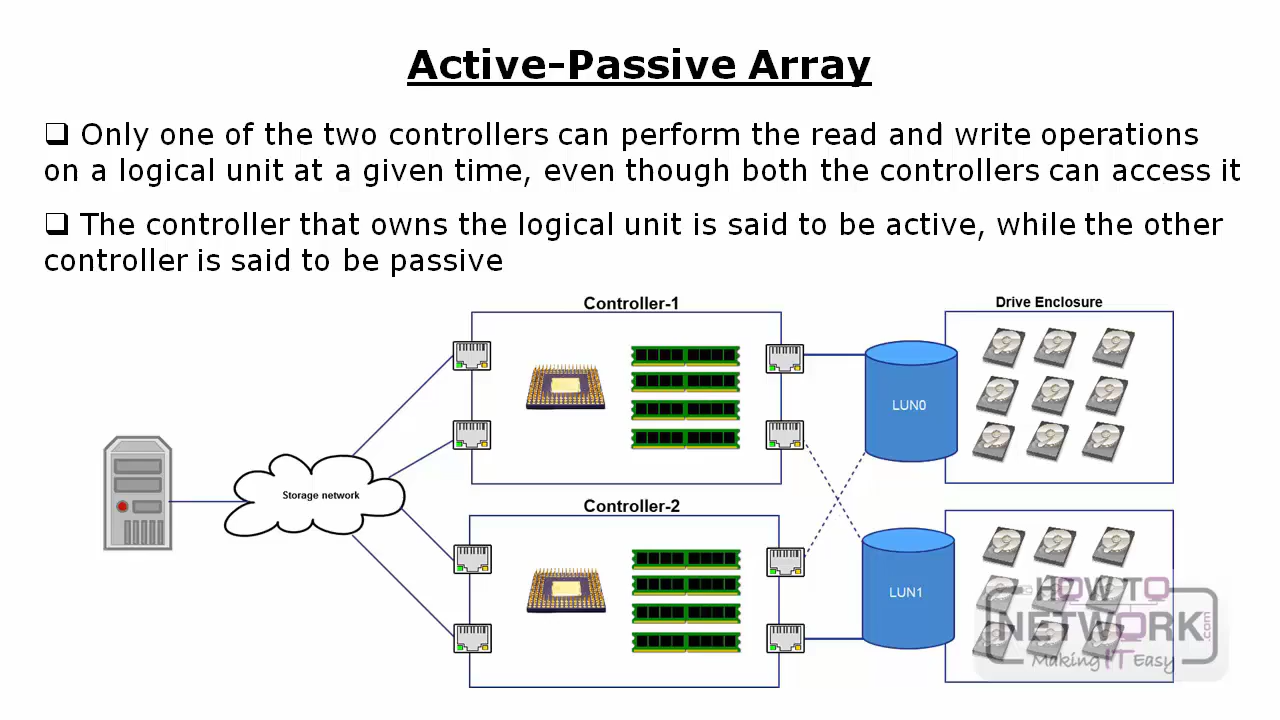 Active-Passive Array
❑ Only one of the two controllers can perform the read and write operations
on a logical unit at a given time, even though both the controllers can access it
❑ The controller that owns the logical unit is said to be active, while the other
controller is said to be passive
Controller-1
Drive Enclosure
LUN0
Storage network
Controller-2
LUN1
HOW TO
NETWORK.com
Making IT Easy